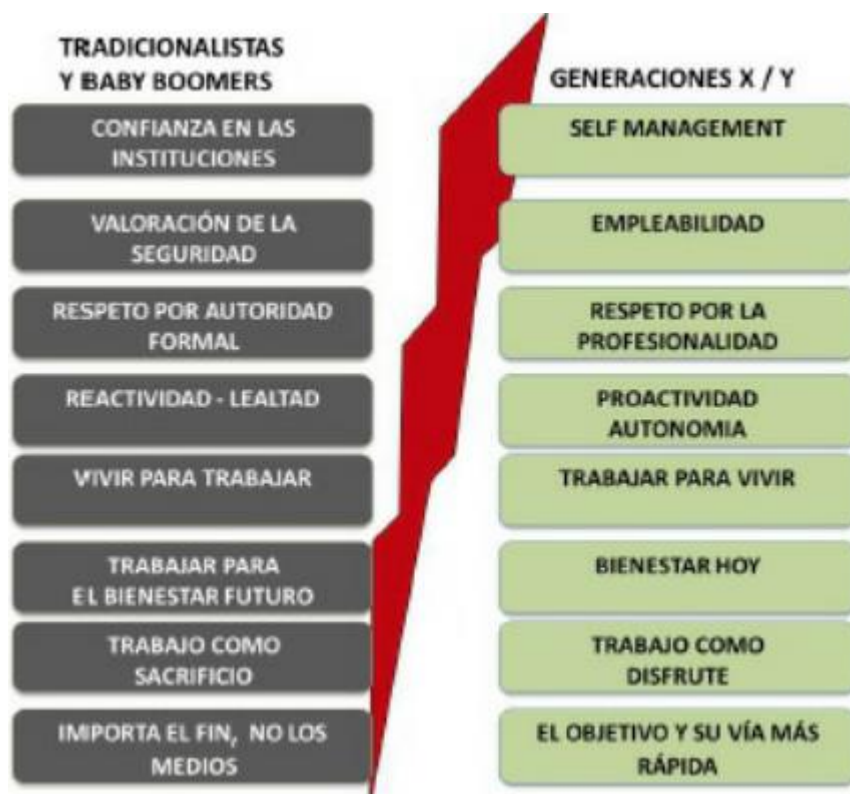 TRADICIONALISTAS
Y BABY BOOMERS
CONFIANZA EN LAS
INSTITUCIONES
VALORACIÓN DE LA
SEGURIDAD
RESPETO POR AUTORIDAD
FORMAL
REACTIVIDAD - LEALTAD
VIVIR PARA TRABAJAR
TRABAJAR PARA
EL BIENESTAR FUTURO
TRABAJO COMO
SACRIFICIO
IMPORTA EL FIN, NO LOS
MEDIOS
GENERACIONES X / Y
SELF MANAGEMENT
EMPLEABILIDAD
RESPETO POR LA
PROFESIONALIDAD
PROACTIVIDAD
AUTONOMIA
TRABAJAR PARA VIVIR
BIENESTAR HOY
TRABAJO COMO
DISFRUTE
EL OBJETIVO Y SU VÍA MÁS
RÁPIDA